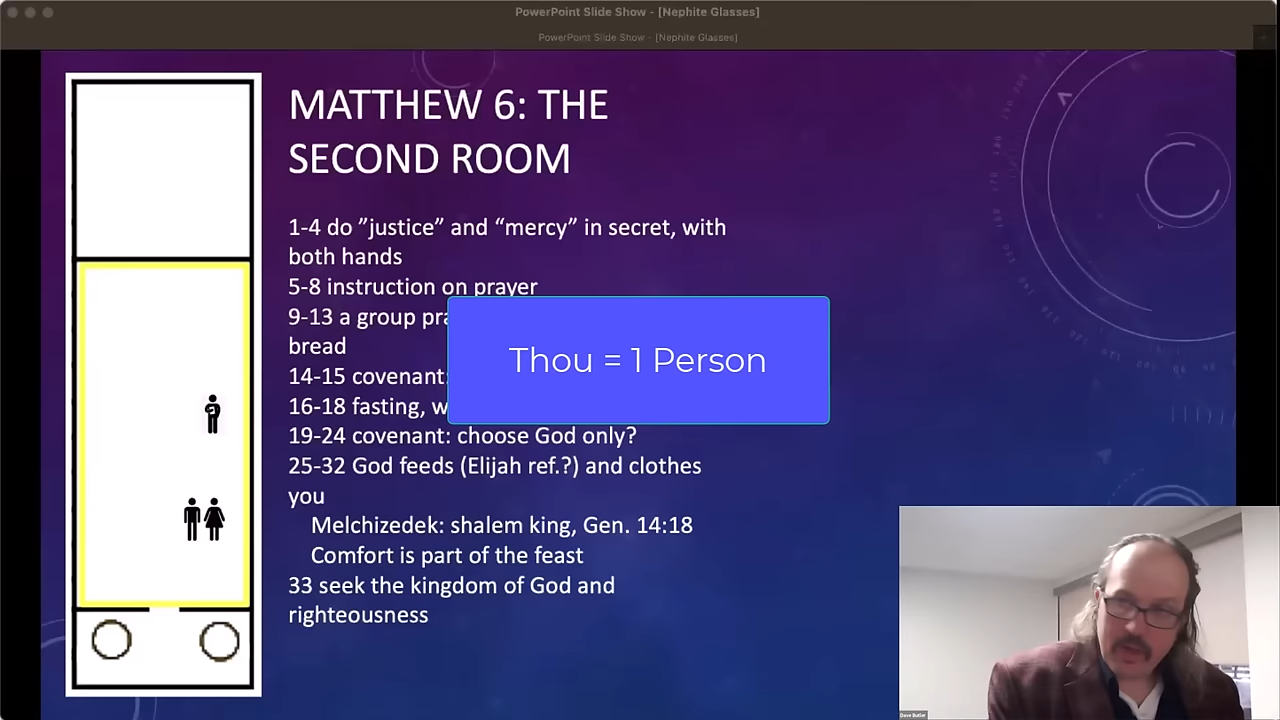 PowerPoint Slide Show - [Nephite Glasses]
PowerPoint Slide Show - [Nephite Glasses]
MATTHEW 6: THE
SECOND ROOM
1-4 do ”justice” and “mercy” in secret, with
both hands
5-8 instruction on prayer
9-13 a group pra
bread
14-15 covenant:
16-18 fasting, w
19-24 covenant: choose God only?
25-32 God feeds (Elijah ref.?) and clothes
you
Melchizedek: shalem king, Gen. 14:18
Comfort is part of the feast
33 seek the kingdom of God and
righteousness
Thou = 1 Person
Dave Butler